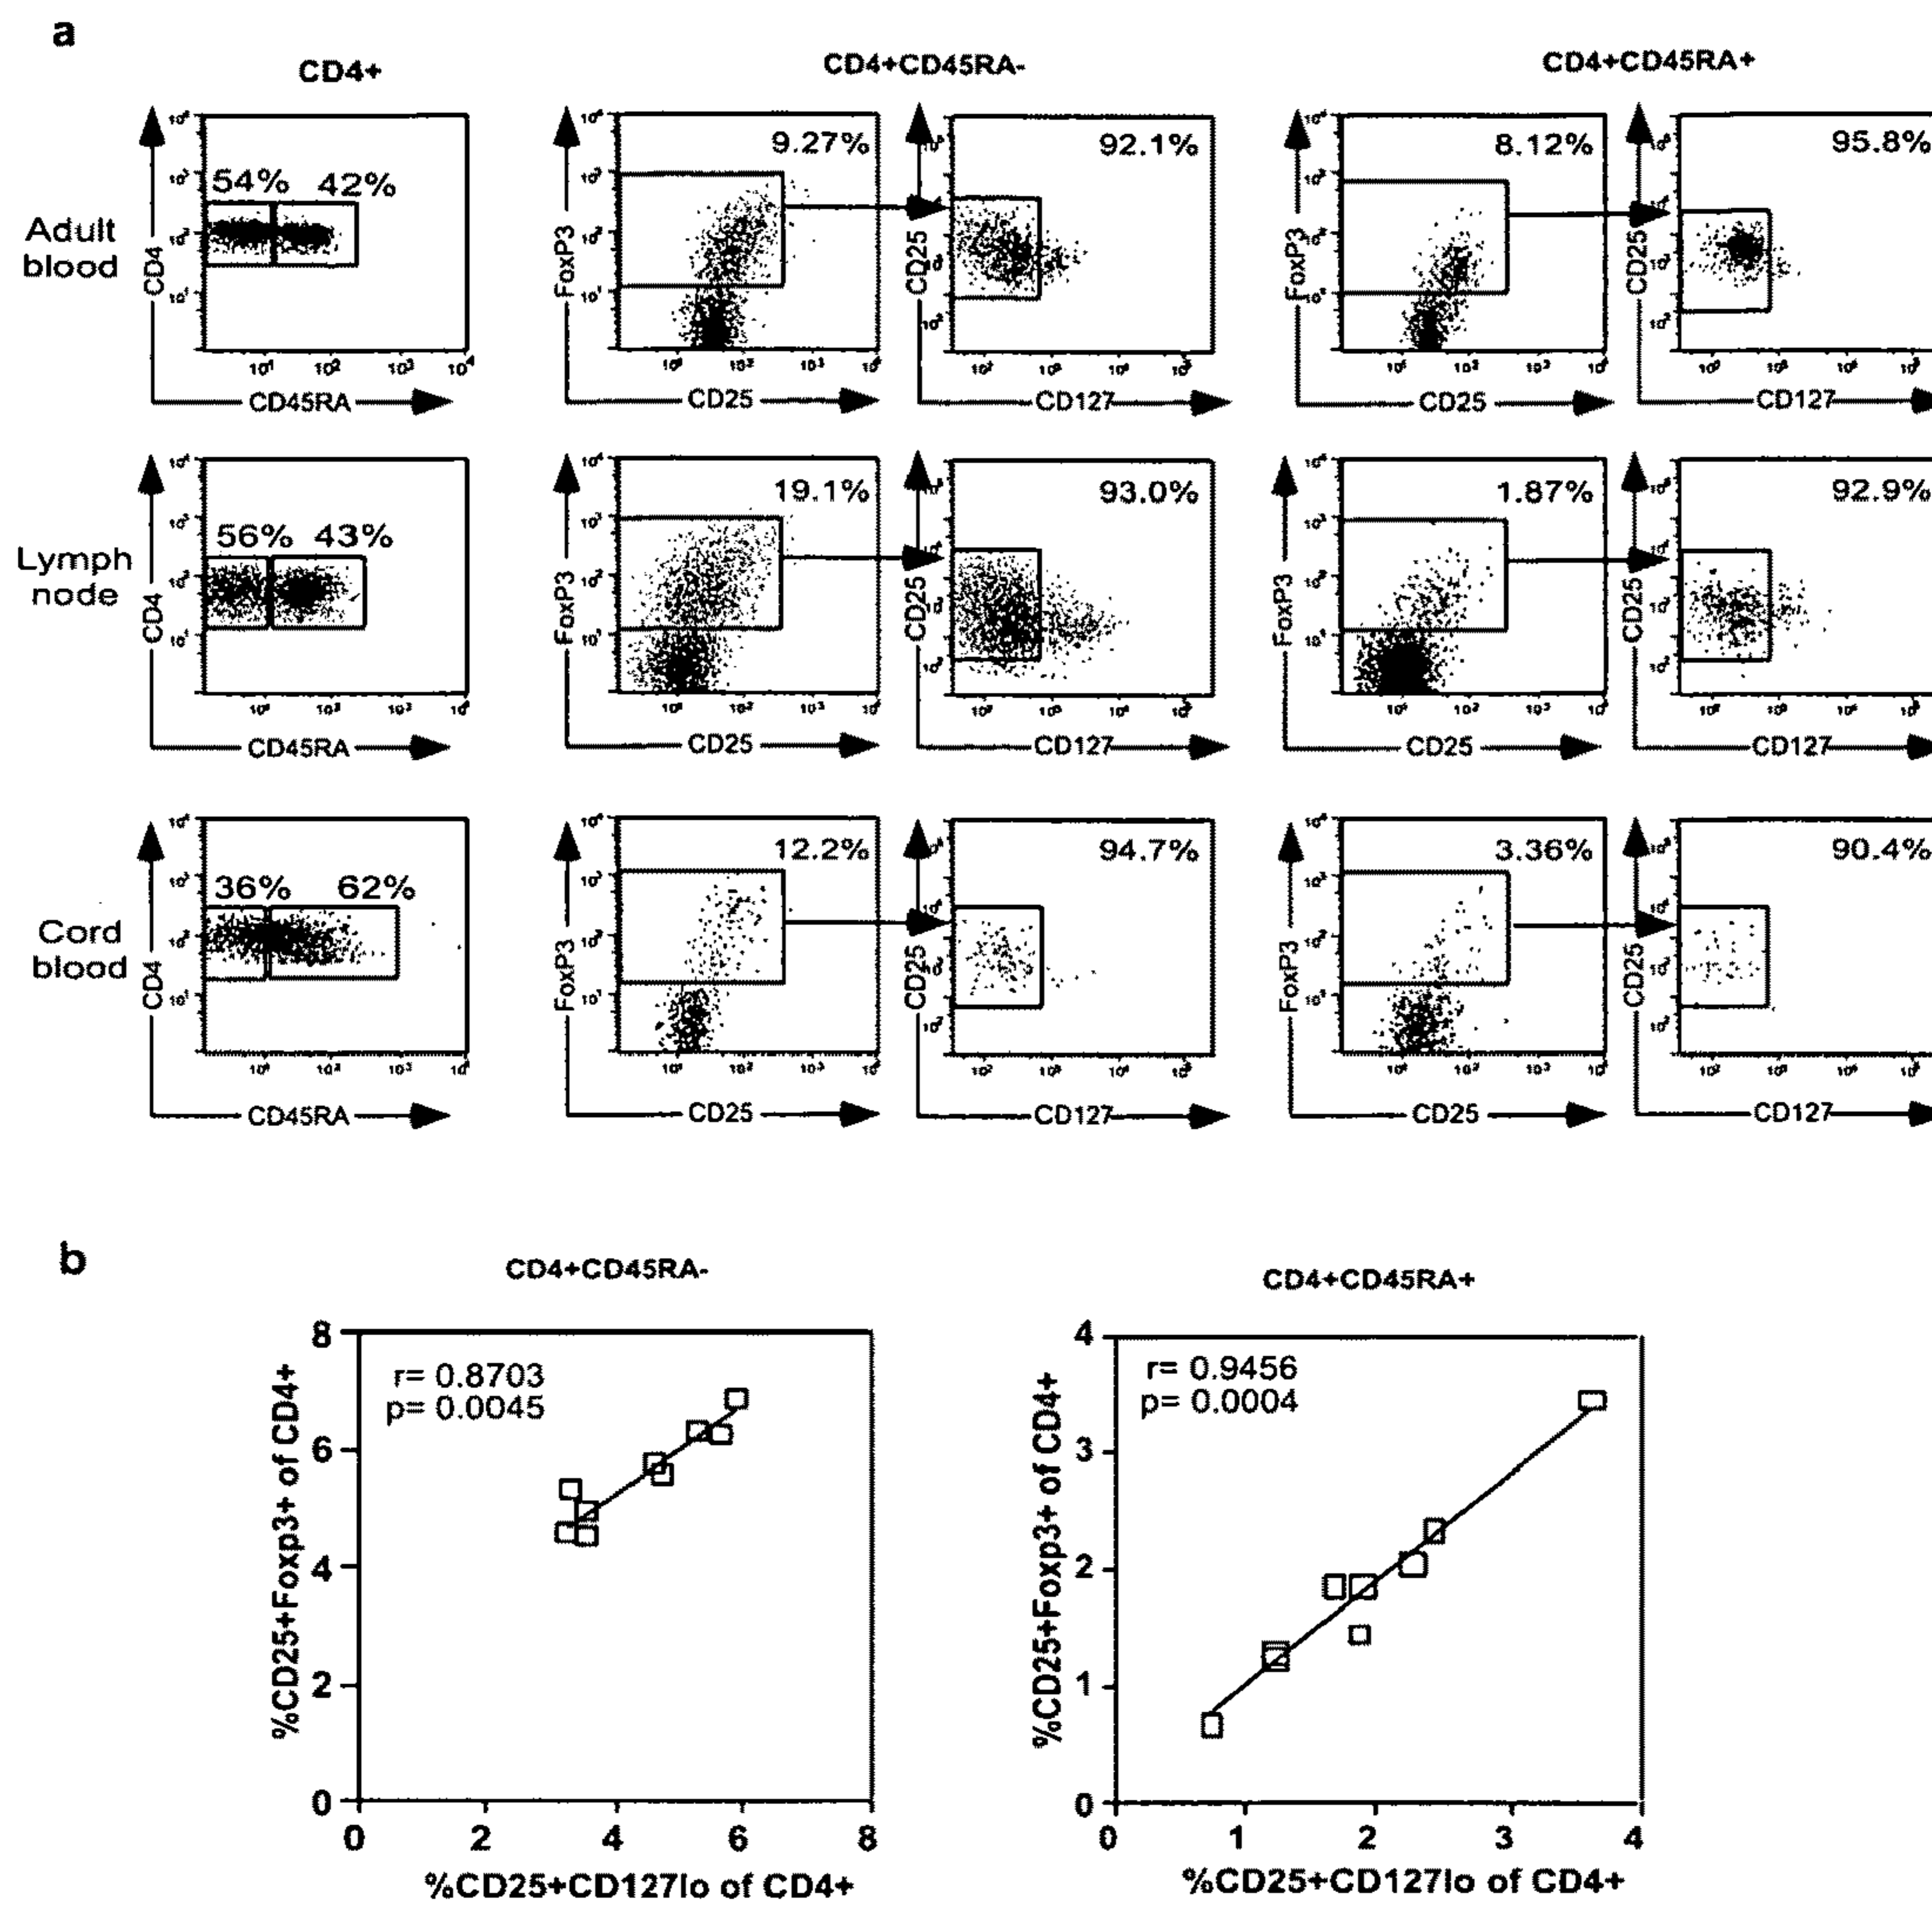 a
CD4+
CD4+CD45RA-
CD4+CD45RA+
Adult
blood
54% 42%
CD4
CD45RA
10¹ 10² 10³ 10⁴
9.27%
FoxP3
CD25
92.1%
CD25
CD127
8.12%
FoxP3
CD25
95.8%
CD25
CD127
Lymph
node
56% 43%
CD4
CD45RA
19.1%
FoxP3
CD25
93.0%
CD25
CD127
1.87%
FoxP3
CD25
92.9%
CD25
CD127
Cord
blood
36% 62%
CD4
CD45RA
12.2%
FoxP3
CD25
94.7%
CD25
CD127
3.36%
FoxP3
CD25
90.4%
CD25
CD127
b
CD4+CD45RA-
r= 0.8703
p= 0.0045
%CD25+Foxp3+ of CD4+
8
6
4
2
0
0 2 4 6 8
%CD25+CD127lo of CD4+
CD4+CD45RA+
r= 0.9456
p= 0.0004
%CD25+Foxp3+ of CD4+
4
3
2
1
0
0 1 2 3 4
%CD25+CD127lo of CD4+